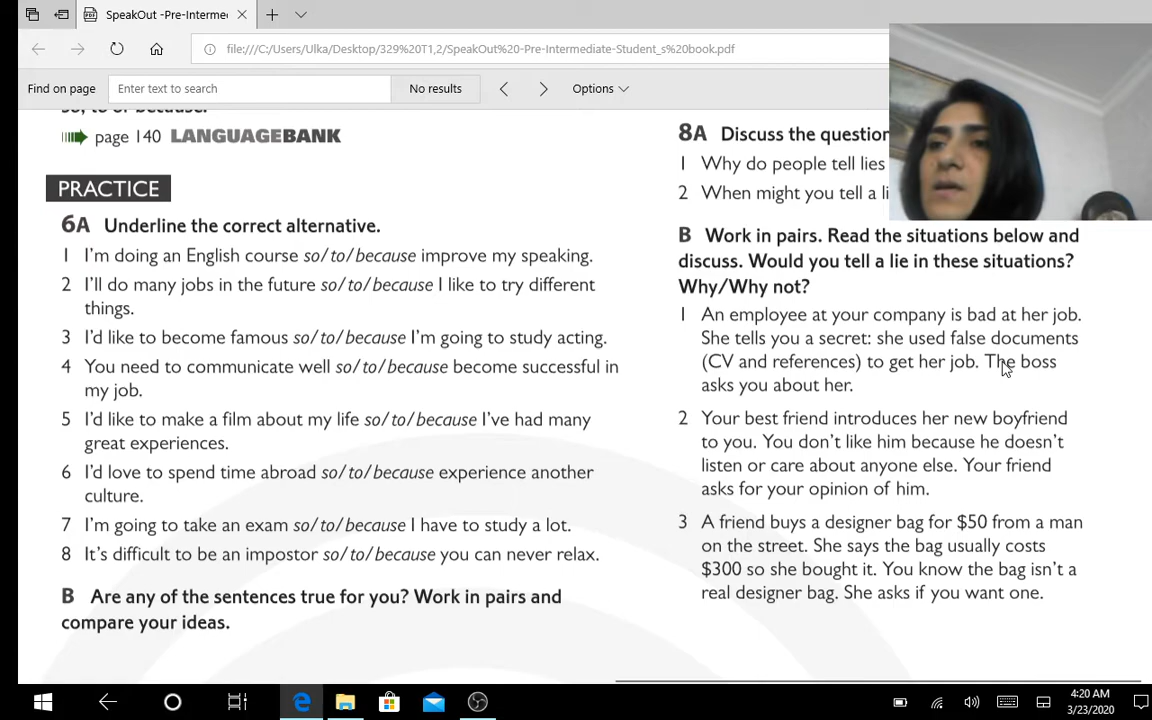 SpeakOut -Pre-Interme
file:///C:/Users/Ulka/Desktop/329%20T1,2/SpeakOut%20-Pre-Intermediate-Student_s%20book.pdf
Find on page
Enter text to search
No results
Options
so, to or because.
page 140 LANGUAGEBANK
PRACTICE
6A Underline the correct alternative.
1 I'm doing an English course so/to/because improve my speaking.
2 I'll do many jobs in the future so/to/because I like to try different
things.
3 I'd like to become famous so/to/because I'm going to study acting.
4 You need to communicate well so/to/because become successful in
my job.
5 I'd like to make a film about my life so/to/because I've had many
great experiences.
6 I'd love to spend time abroad so/to/because experience another
culture.
7 I'm going to take an exam so/to/because I have to study a lot.
8 It's difficult to be an impostor so/to/because you can never relax.
B Are any of the sentences true for you? Work in pairs and
compare your ideas.
8A Discuss the question
1 Why do people tell lies
2 When might you tell a li
B Work in pairs. Read the situations below and
discuss. Would you tell a lie in these situations?
Why/Why not?
1 An employee at your company is bad at her job.
She tells you a secret: she used false documents
(CV and references) to get her job. The boss
asks you about her.
2 Your best friend introduces her new boyfriend
to you. You don't like him because he doesn't
listen or care about anyone else. Your friend
asks for your opinion of him.
3 A friend buys a designer bag for $50 from a man
on the street. She says the bag usually costs
$300 so she bought it. You know the bag isn't a
real designer bag. She asks if you want one.
4:20 AM
3/23/2020